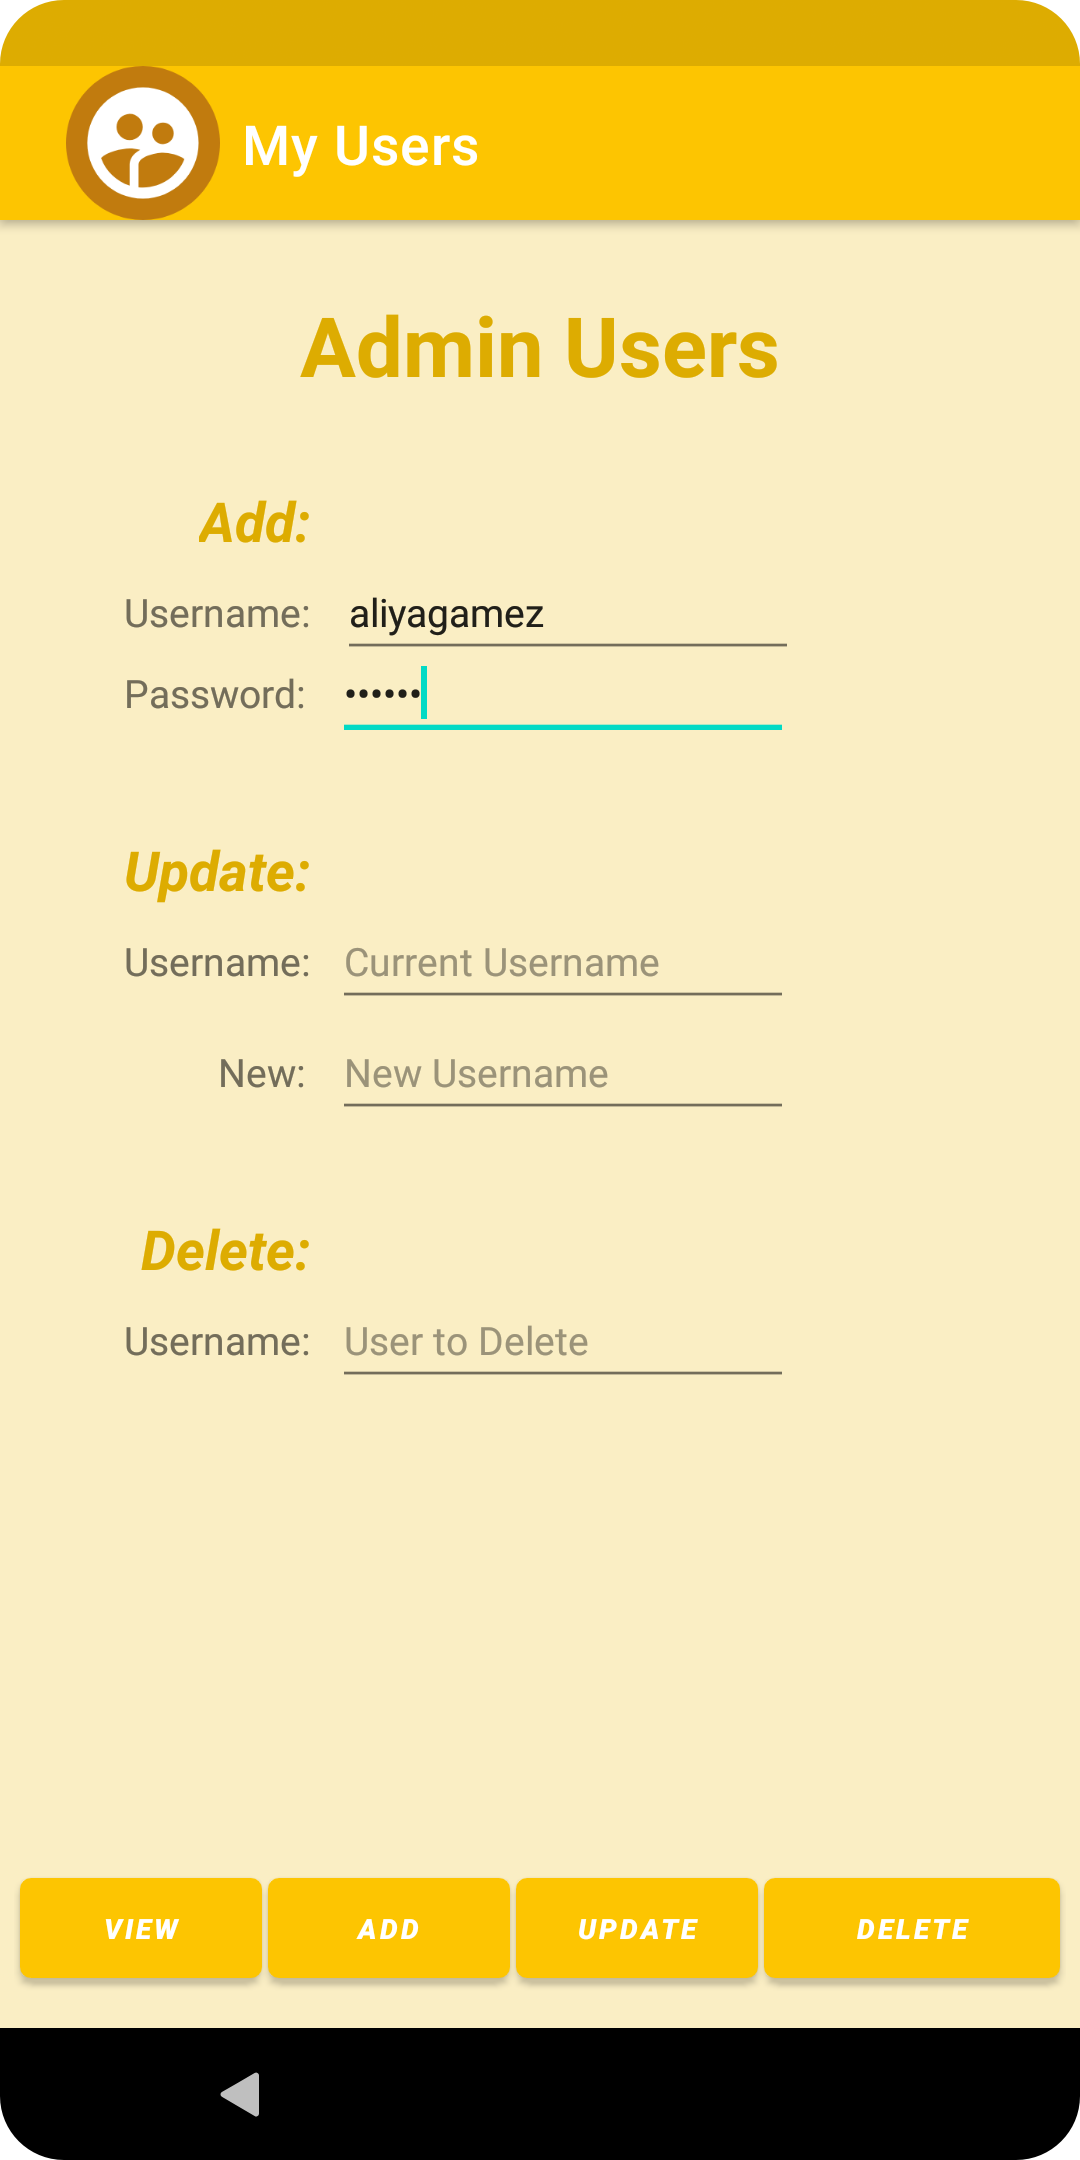 My Users
Admin Users
Add:
Username: aliyagamez
Password: ••••••
Update:
Username: Current Username
New: New Username
Delete:
Username: User to Delete
VIEW ADD UPDATE DELETE